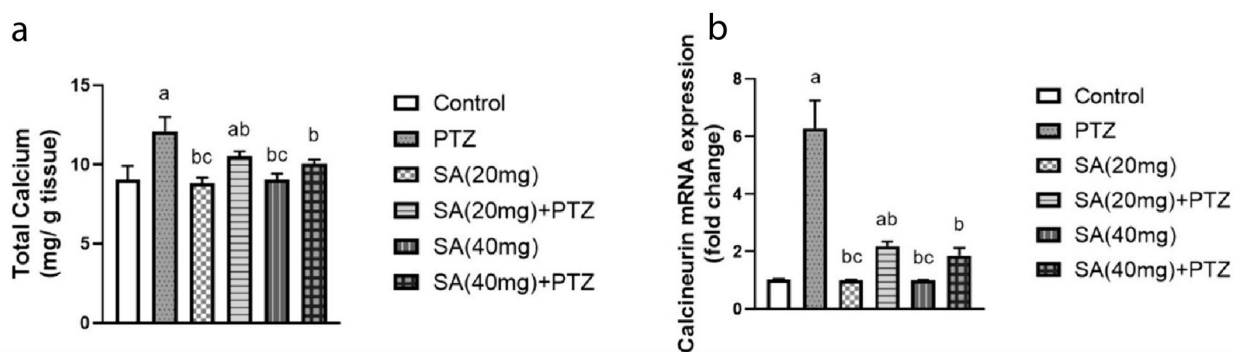 a
Total Calcium
(mg/ g tissue)
15
10
5
0
a
bc
ab
bc
b
Control
PTZ
SA(20mg)
SA(20mg)+PTZ
SA(40mg)
SA(40mg)+PTZ
b
Calcineurin mRNA expression
(fold change)
8
6
4
2
0
a
bc
ab
bc
b
Control
PTZ
SA(20mg)
SA(20mg)+PTZ
SA(40mg)
SA(40mg)+PTZ